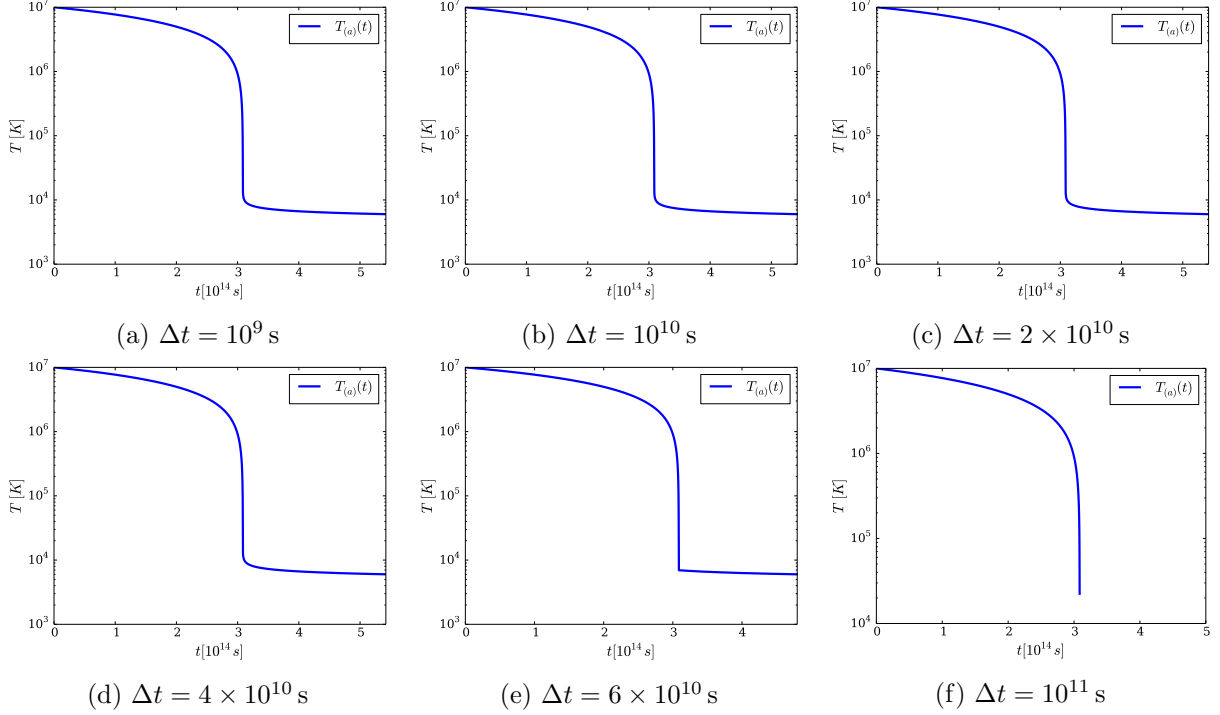 10^7
10^6
10^5
10^4
10^3
T [K]
0 1 2 3 4 5
t[10^14 s]
T_(a)(t)
(a) Δt = 10^9 s
10^7
10^6
10^5
10^4
10^3
T [K]
0 1 2 3 4 5
t[10^14 s]
T_(a)(t)
(b) Δt = 10^10 s
10^7
10^6
10^5
10^4
10^3
T [K]
0 1 2 3 4 5
t[10^14 s]
T_(a)(t)
(c) Δt = 2 × 10^10 s
10^7
10^6
10^5
10^4
10^3
T [K]
0 1 2 3 4 5
t[10^14 s]
T_(a)(t)
(d) Δt = 4 × 10^10 s
10^7
10^6
10^5
10^4
10^3
T [K]
0 1 2 3 4
t[10^14 s]
T_(a)(t)
(e) Δt = 6 × 10^10 s
10^7
10^6
10^5
10^4
T [K]
0 1 2 3 4 5
t[10^14 s]
T_(a)(t)
(f) Δt = 10^11 s